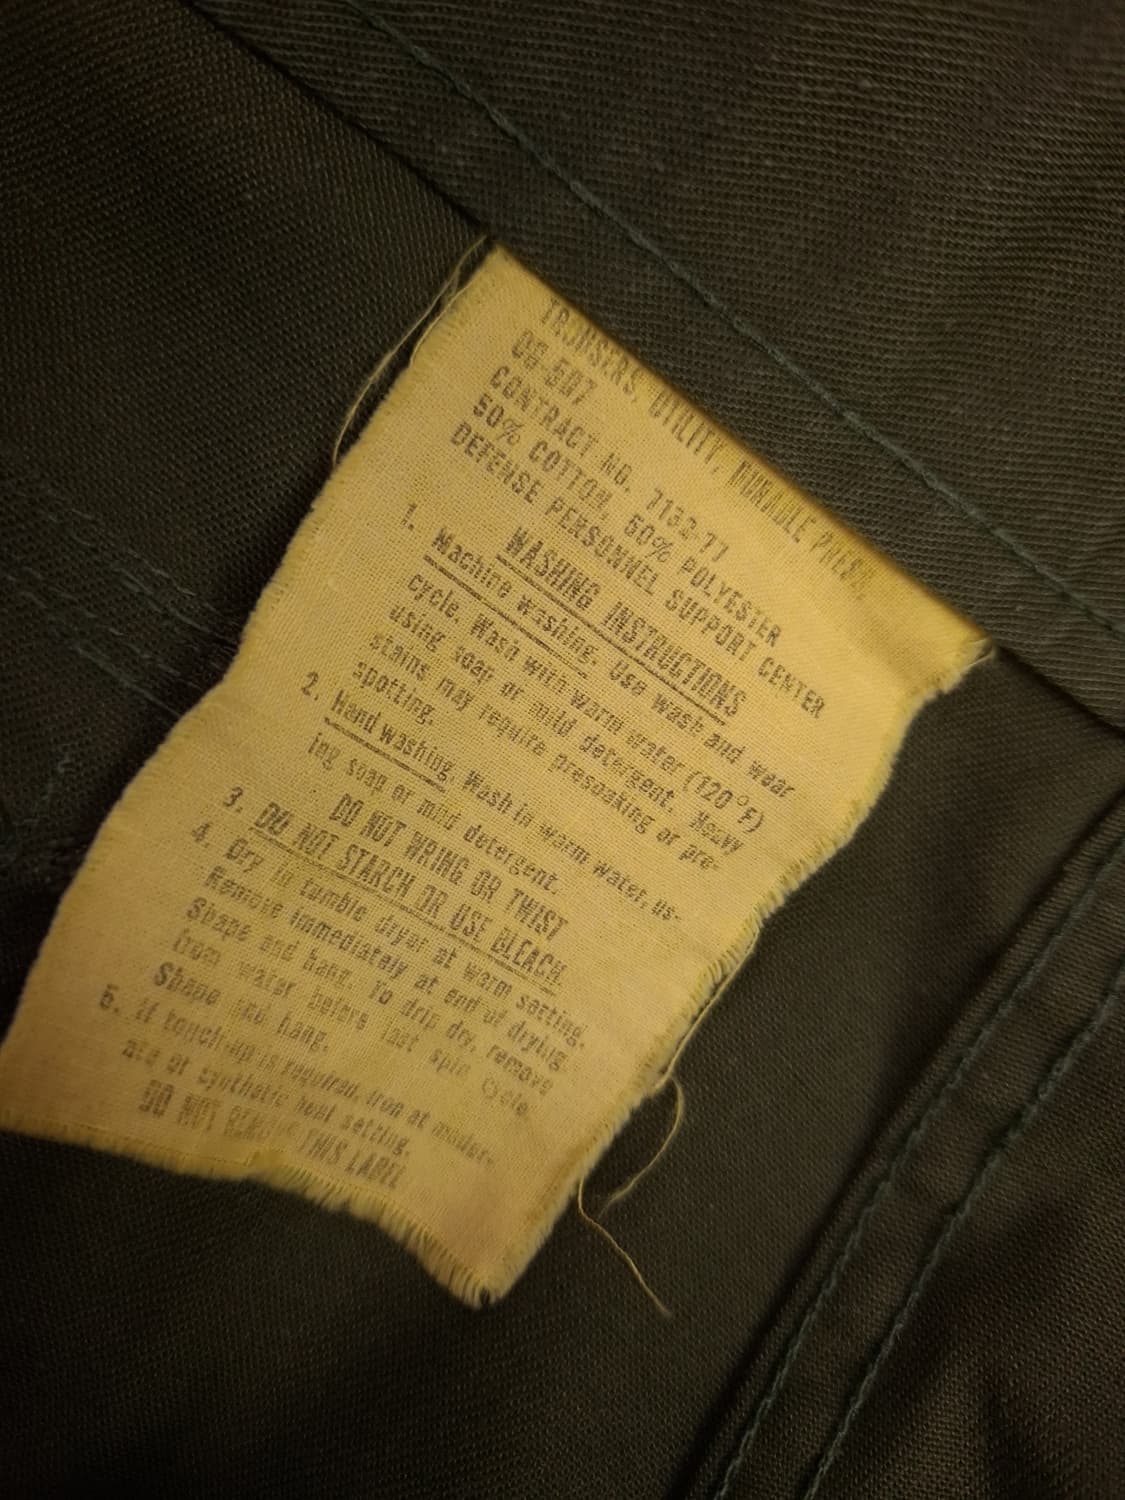 TROUSERS, UTILITY, DURABLE PRESS,
OG-507
CONTRACT NO. 7132-77
50% COTTON, 50% POLYESTER
DEFENSE PERSONNEL SUPPORT CENTER
WASHING INSTRUCTIONS
1. Machine washing. Use wash and wear
cycle. Wash with warm water (120°F)
using soap or mild detergent. Heavy
stains may require presoaking or pre-
spotting.
2. Hand washing. Wash in warm water, us-
ing soap or mild detergent.
DO NOT WRING OR TWIST
3. DO NOT STARCH OR USE BLEACH.
4. Dry in tumble dryer at warm setting.
Remove immediately at end of drying.
Shape and hang. To drip dry, remove
from water before last spin cycle.
Shape and hang.
5. If touch-up is required, iron at moder-
ate or synthetic heat setting.
DO NOT REMOVE THIS LABEL